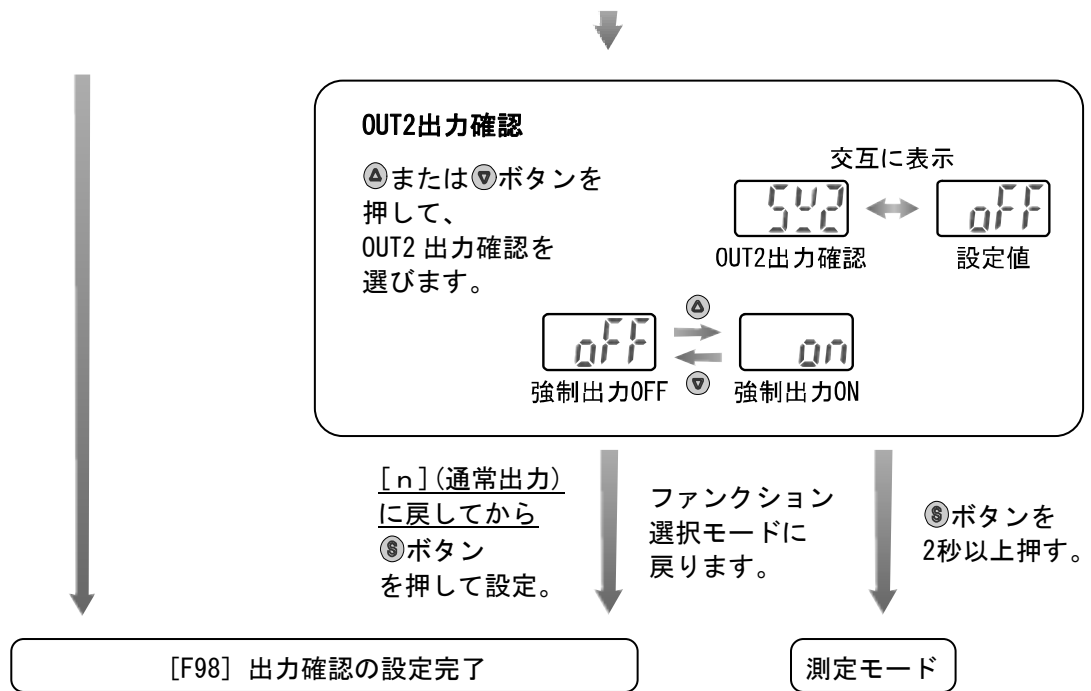 OUT2出力確認
または ボタンを
押して、
OUT2 出力確認を
選びます。
交互に表示
SW2
oFF
OUT2出力確認
設定値
oFF
on
強制出力OFF
強制出力ON
[ｎ](通常出力)
に戻してから
Ⓢボタン
を押して設定。
ファンクション
選択モードに
戻ります。
Ⓢボタンを
2秒以上押す。
[F98] 出力確認の設定完了
測定モード